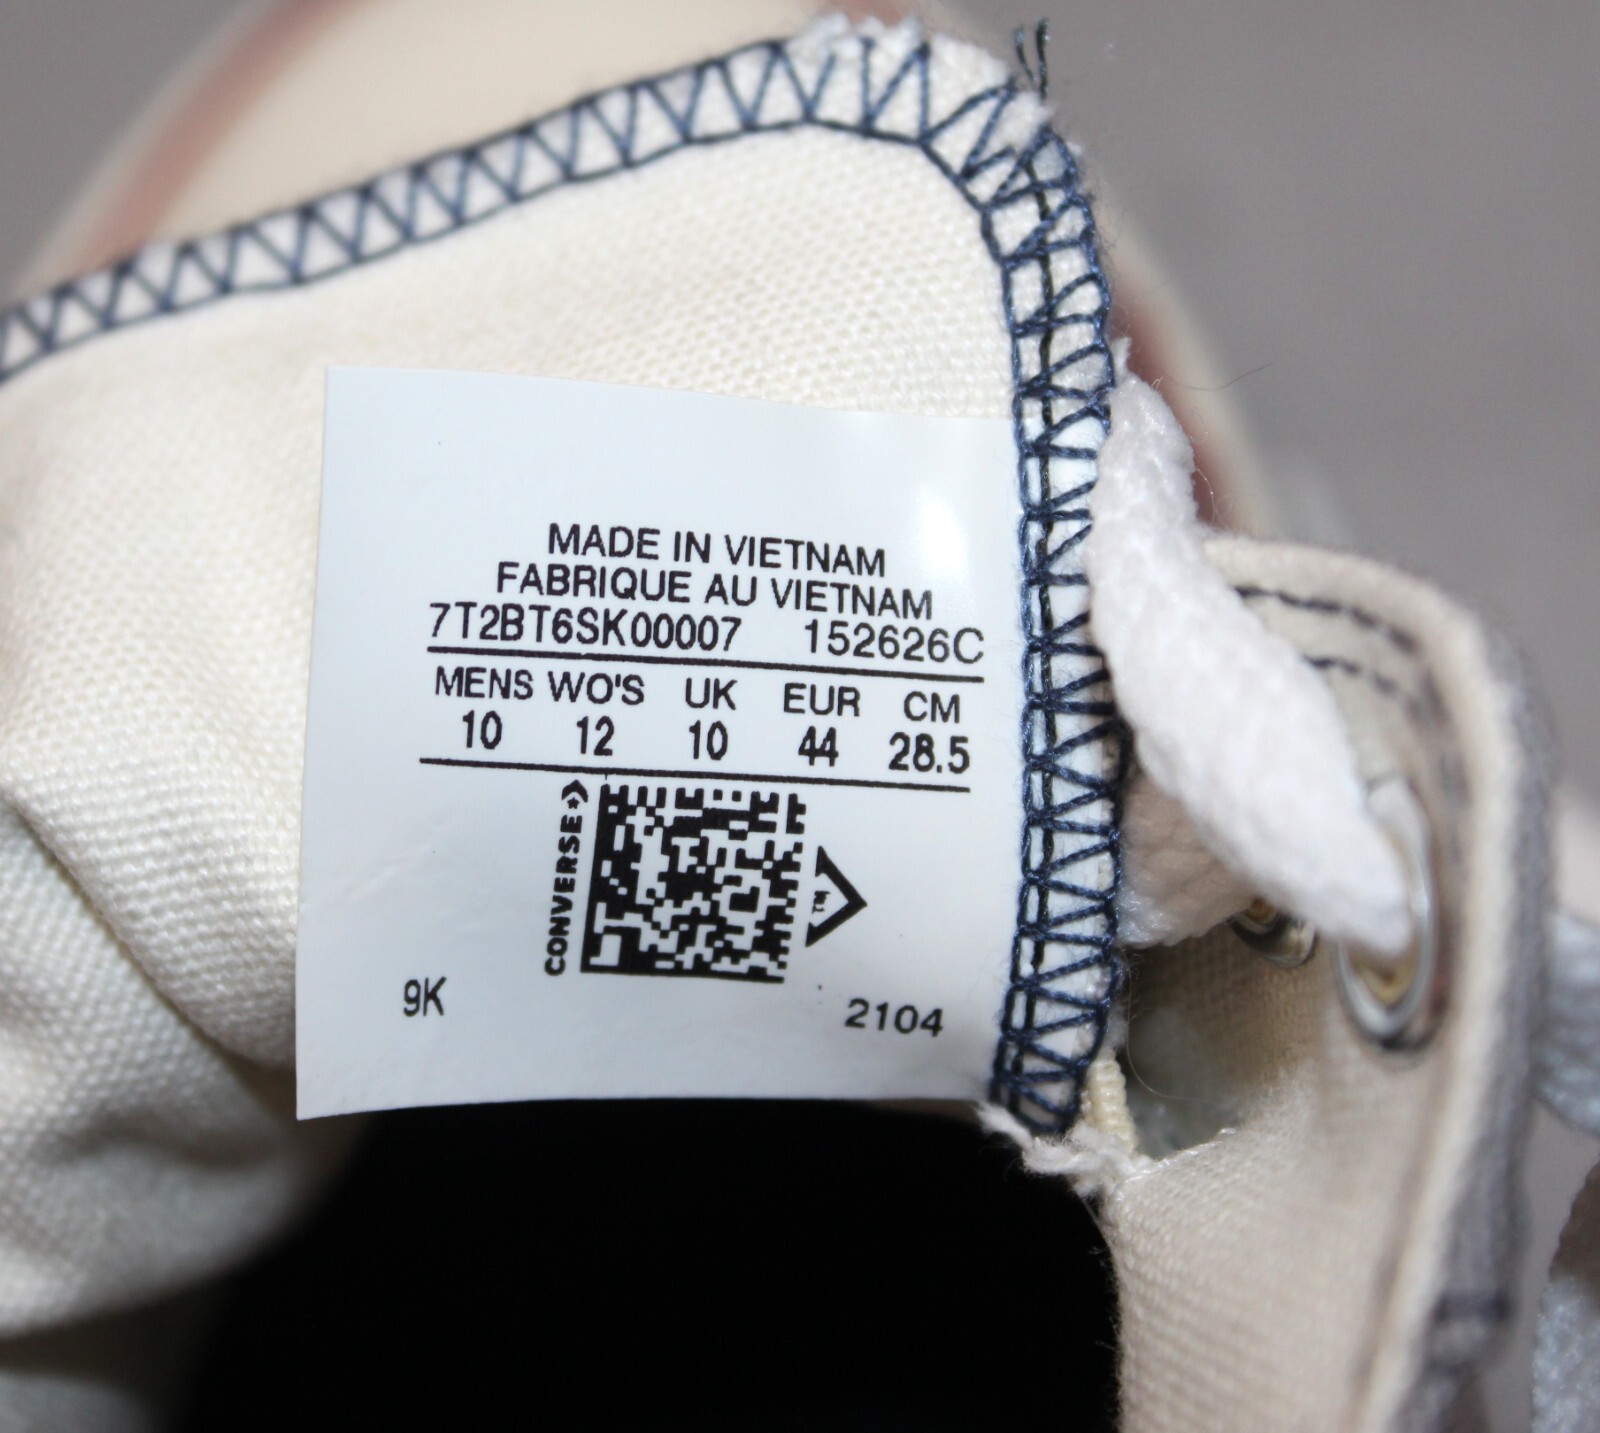 MADE IN VIETNAM
FABRIQUE AU VIETNAM
7T2BT6SK00007 152626C
MENS WO'S UK EUR CM
10 12 10 44 28.5
CONVERSE
9K 2104